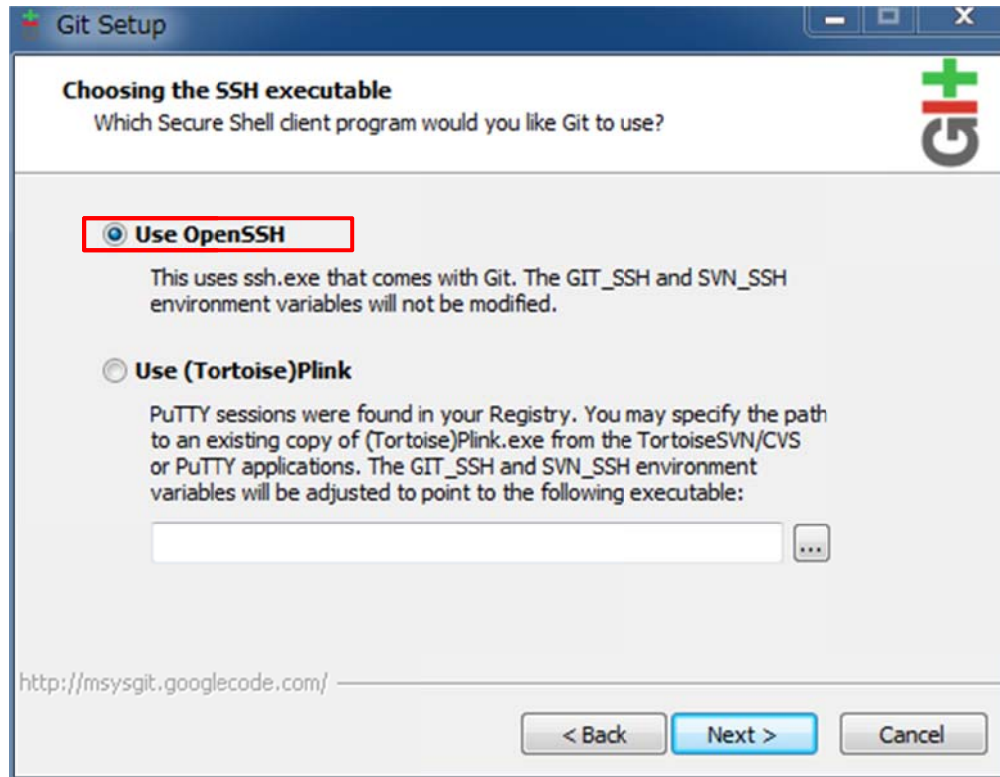 Git Setup
Choosing the SSH executable
Which Secure Shell client program would you like Git to use?
Git
Use OpenSSH
This uses ssh.exe that comes with Git. The GIT_SSH and SVN_SSH
environment variables will not be modified.
Use (Tortoise)Plink
PuTTY sessions were found in your Registry. You may specify the path
to an existing copy of (Tortoise)Plink.exe from the TortoiseSVN/CVS
or PuTTY applications. The GIT_SSH and SVN_SSH environment
variables will be adjusted to point to the following executable:
...
http://msysgit.googlecode.com/
< Back
Next >
Cancel